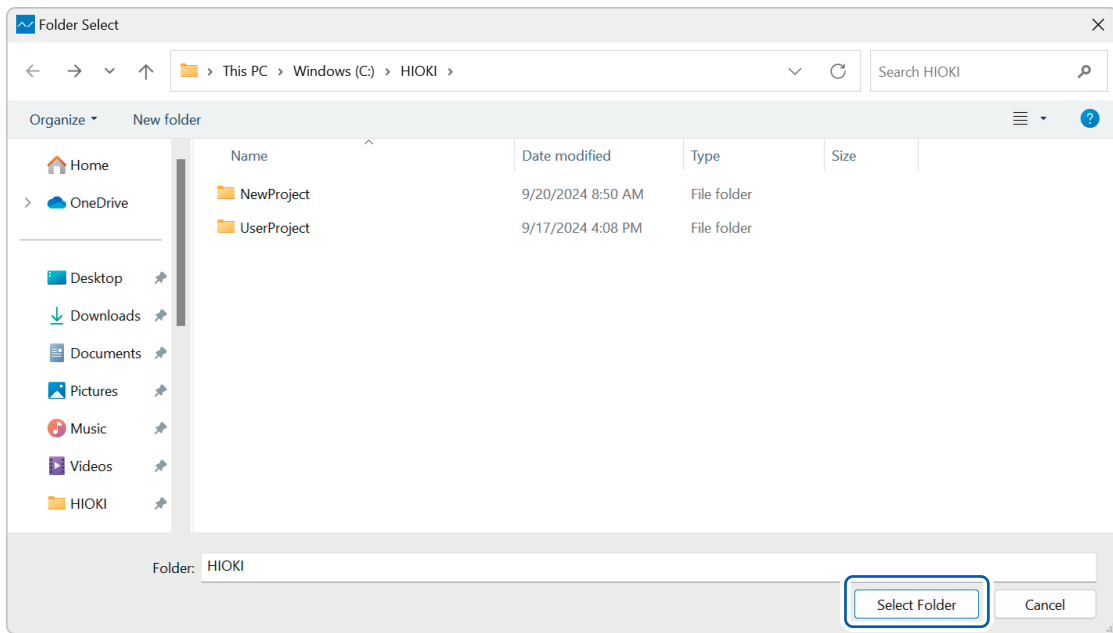 Folder Select
This PC > Windows (C:) > HIOKI >
Search HIOKI
Organize New folder
?
Name Date modified Type Size
Home
OneDrive
NewProject 9/20/2024 8:50 AM File folder
UserProject 9/17/2024 4:08 PM File folder
Desktop
Downloads
Documents
Pictures
Music
Videos
HIOKI
Folder: HIOKI
Select Folder Cancel